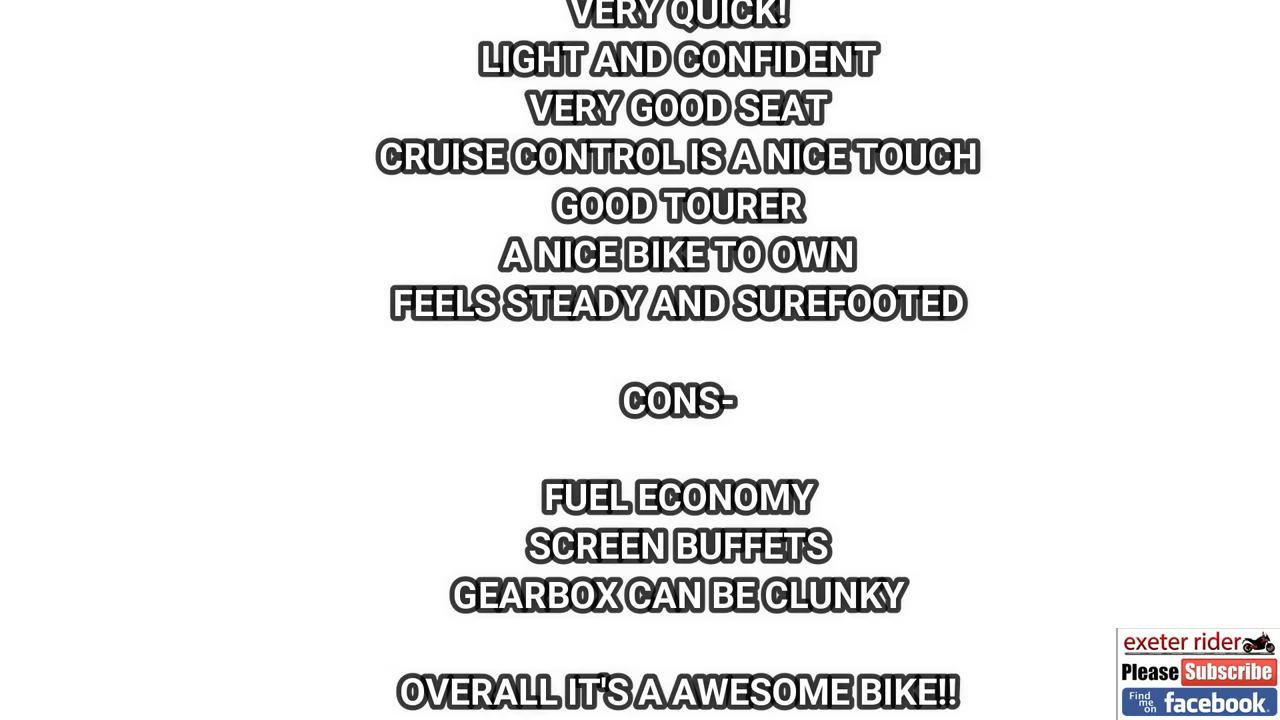 VERY QUICK!
LIGHT AND CONFIDENT
VERY GOOD SEAT
CRUISE CONTROL IS A NICE TOUCH
GOOD TOURER
A NICE BIKE TO OWN
FEELS STEADY AND SUREFOOTED
CONS-
FUEL ECONOMY
SCREEN BUFFETS
GEARBOX CAN BE CLUNKY
OVERALL IT'S A AWESOME BIKE!!
exeter rider
Please Subscribe
Find me on facebook